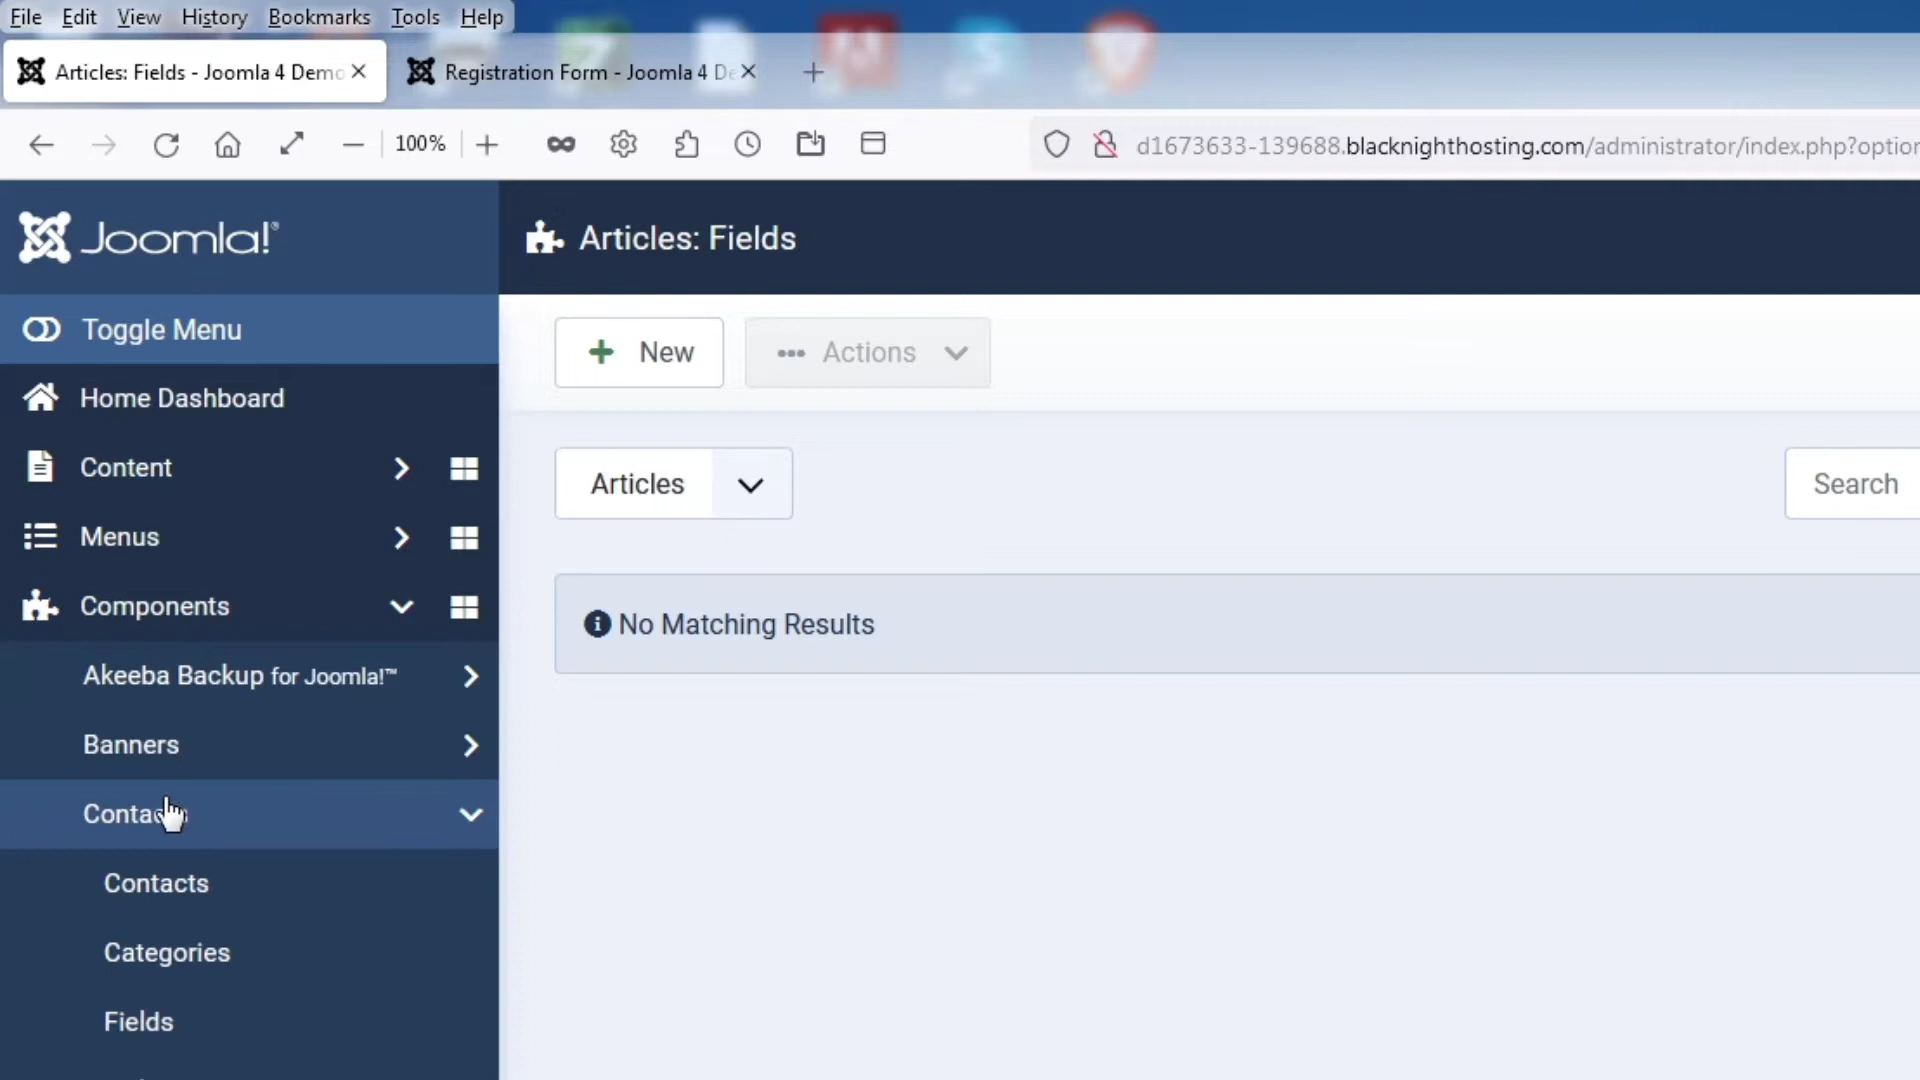 File Edit View History Bookmarks Tools Help
Articles: Fields - Joomla 4 Demo
Registration Form - Joomla 4 De
100%
d1673633-139688.blacknighthosting.com/administrator/index.php?option
Joomla!®
Articles: Fields
Toggle Menu
New
Actions
Home Dashboard
Content
Articles
Search
Menus
Components
No Matching Results
Akeeba Backup for Joomla!™
Banners
Contacts
Contacts
Categories
Fields